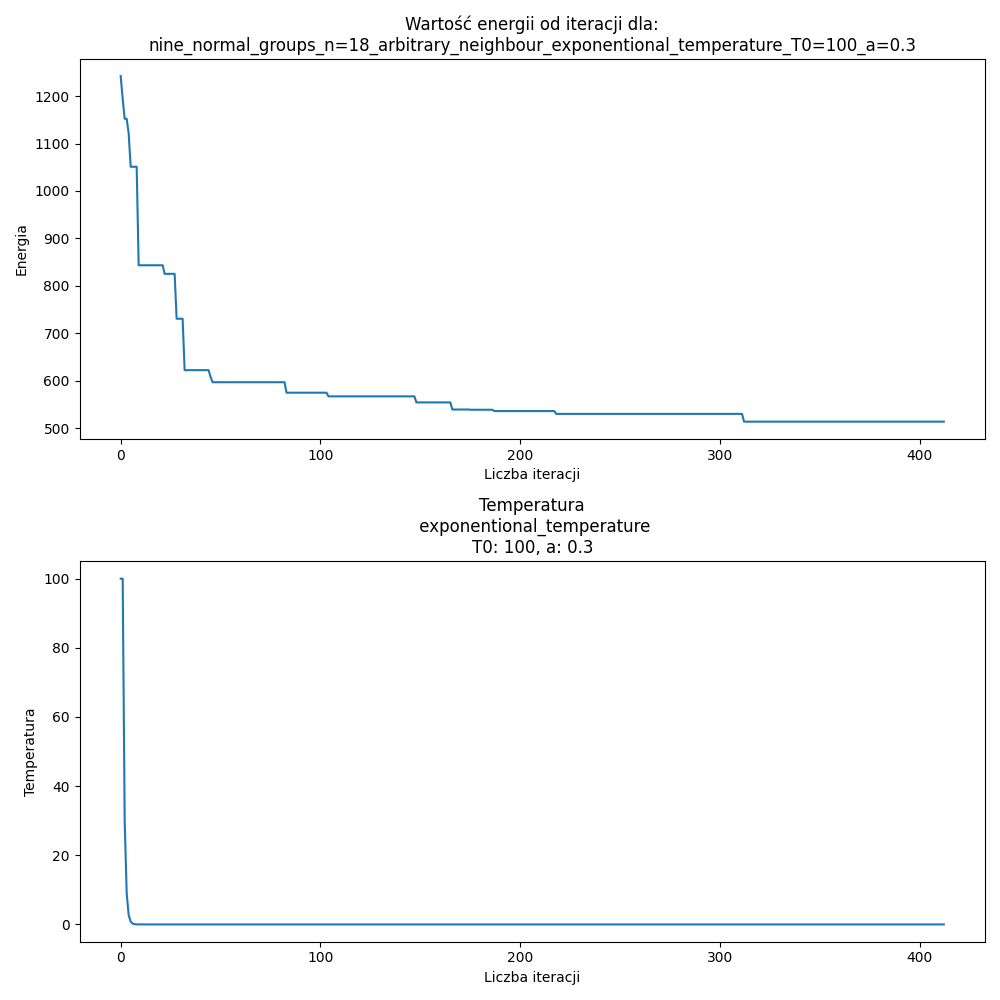 Wartość energii od iteracji dla:
nine_normal_groups_n=18_arbitrary_neighbour_exponentional_temperature_T0=100_a=0.3
1200
1100
1000
900
800
700
600
500
Energia
0
100
200
300
400
Liczba iteracji
Temperatura
exponentional_temperature
T0: 100, a: 0.3
100
80
60
40
20
0
Temperatura
0
100
200
300
400
Liczba iteracji